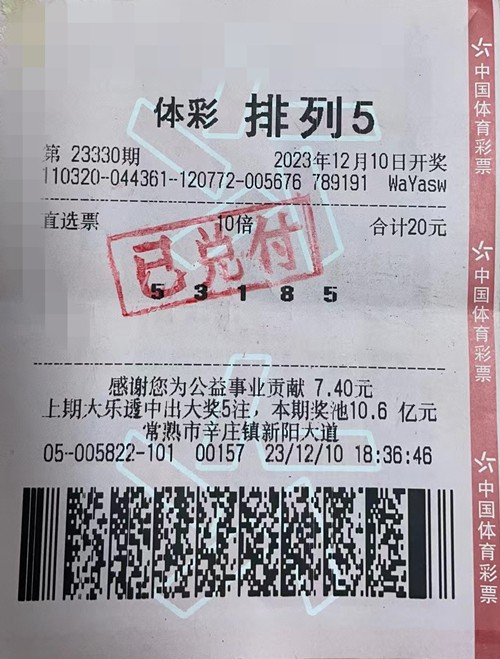 体彩 排列5
第 23330期 2023年12月10日开奖
110320-044361-120772-005676 789191 WaYasw
直选票 10倍 合计20元
已兑付
5 3 1 8 5
感谢您为公益事业贡献 7.40元
上期大乐透中出大奖5注，本期奖池10.6 亿元
常熟市辛庄镇新阳大道
05-005822-101 00157 23/12/10 18:36:46
中国体育彩票
中国体育彩票
中国体育彩票